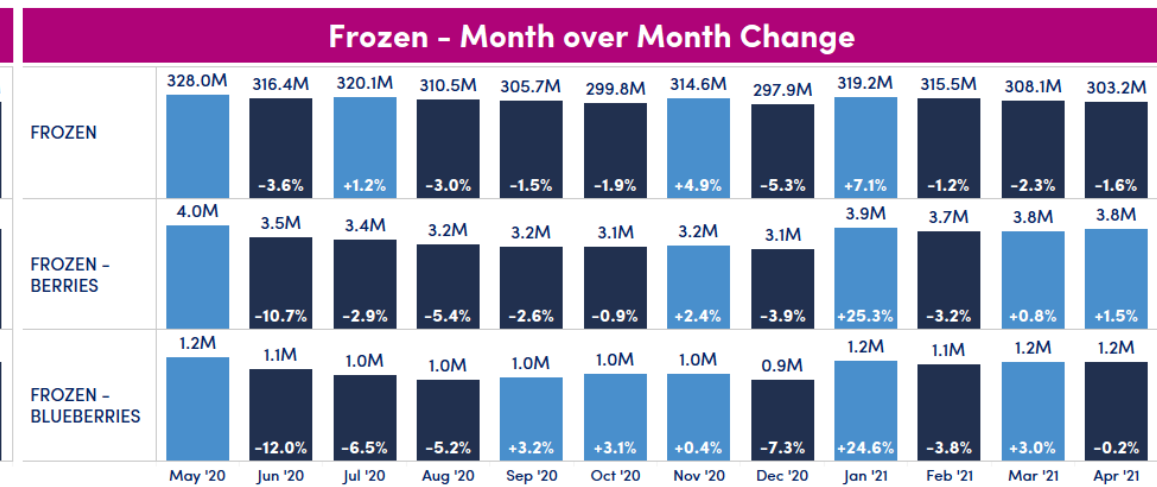 Frozen - Month over Month Change
328.0M 316.4M 320.1M 310.5M 305.7M 299.8M 314.6M 297.9M 319.2M 315.5M 308.1M 303.2M
FROZEN
-3.6% +1.2% -3.0% -1.5% -1.9% +4.9% -5.3% +7.1% -1.2% -2.3% -1.6%
4.0M 3.5M 3.4M 3.2M 3.2M 3.1M 3.2M 3.1M 3.9M 3.7M 3.8M 3.8M
FROZEN -
BERRIES
-10.7% -2.9% -5.4% -2.6% -0.9% +2.4% -3.9% +25.3% -3.2% +0.8% +1.5%
1.2M 1.1M 1.0M 1.0M 1.0M 1.0M 1.0M 0.9M 1.2M 1.1M 1.2M 1.2M
FROZEN -
BLUEBERRIES
-12.0% -6.5% -5.2% +3.2% +3.1% +0.4% -7.3% +24.6% -3.8% +3.0% -0.2%
May '20 Jun '20 Jul '20 Aug '20 Sep '20 Oct '20 Nov '20 Dec '20 Jan '21 Feb '21 Mar '21 Apr '21